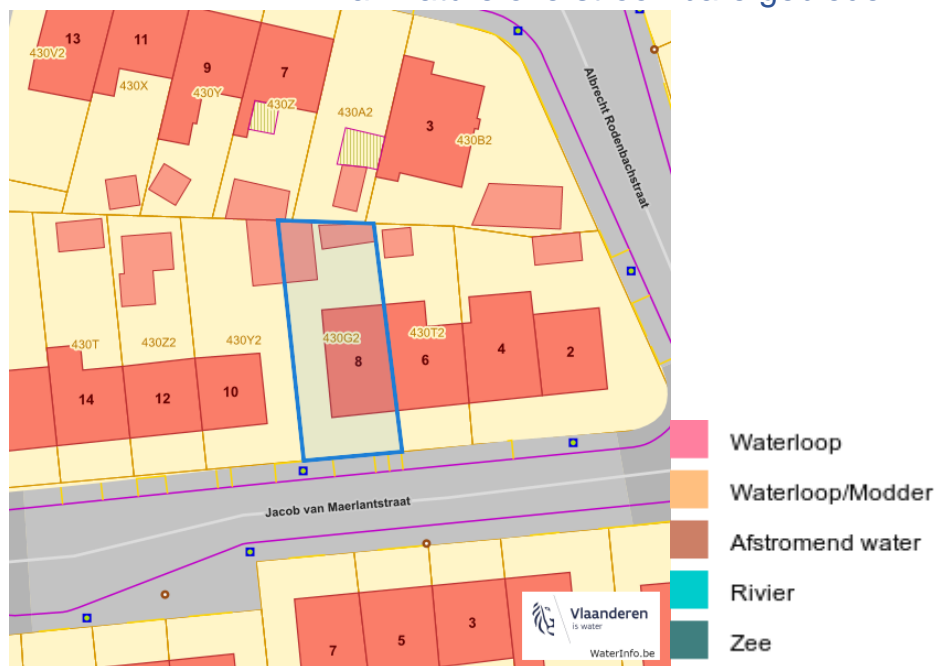 13
11
9
7
3
430V2
430X
430Y
430Z
430A2
430B2
Albrecht Rodenbachstraat
430T
430Z2
430Y2
430G2
430T2
14
12
10
8
6
4
2
Jacob van Maerlantstraat
7
5
3
Vlaanderen
is water
WaterInfo.be
Waterloop
Waterloop/Modder
Afstromend water
Rivier
Zee